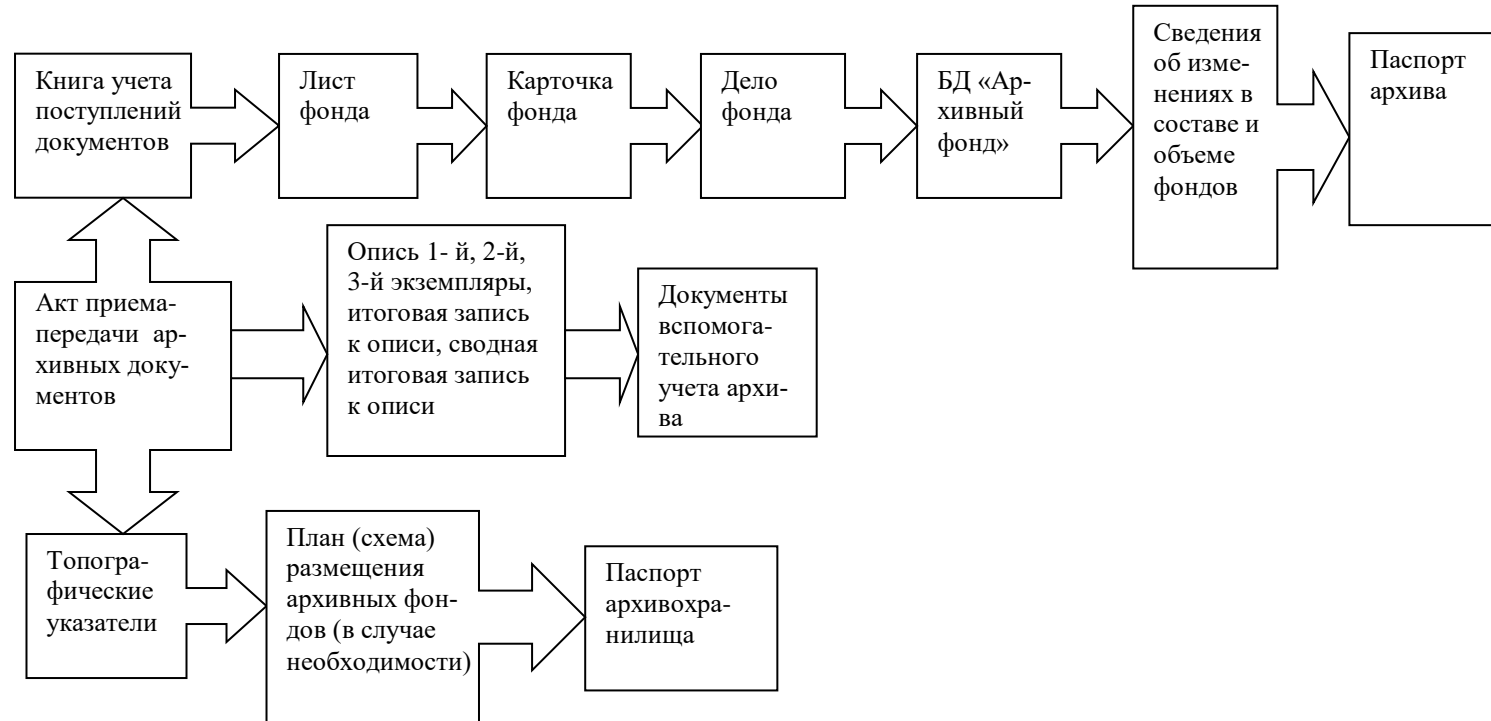 Книга учета
поступлений
документов
Лист
фонда
Карточка
фонда
Дело
фонда
БД «Ар-
хивный
фонд»
Сведения
об изме-
нениях в
составе и
объеме
фондов
Паспорт
архива
Акт приема-
передачи ар-
хивных доку-
ментов
Опись 1- й, 2-й,
3-й экземпляры,
итоговая запись
к описи, сводная
итоговая запись
к описи
Документы
вспомога-
тельного
учета архи-
ва
Топогра-
фические
указатели
План (схема)
размещения
архивных фон-
дов (в случае
необходимости)
Паспорт
архивохра-
нилища